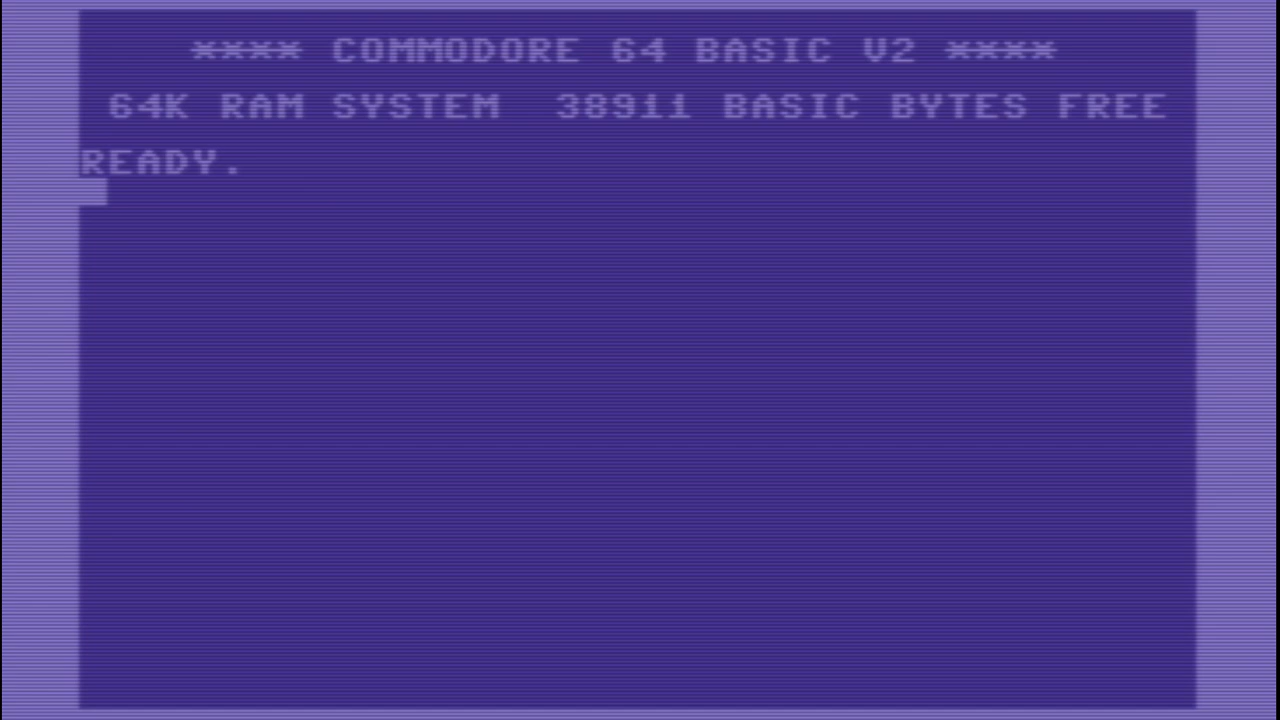 **** COMMODORE 64 BASIC V2 ****
64K RAM SYSTEM  38911 BASIC BYTES FREE
READY.